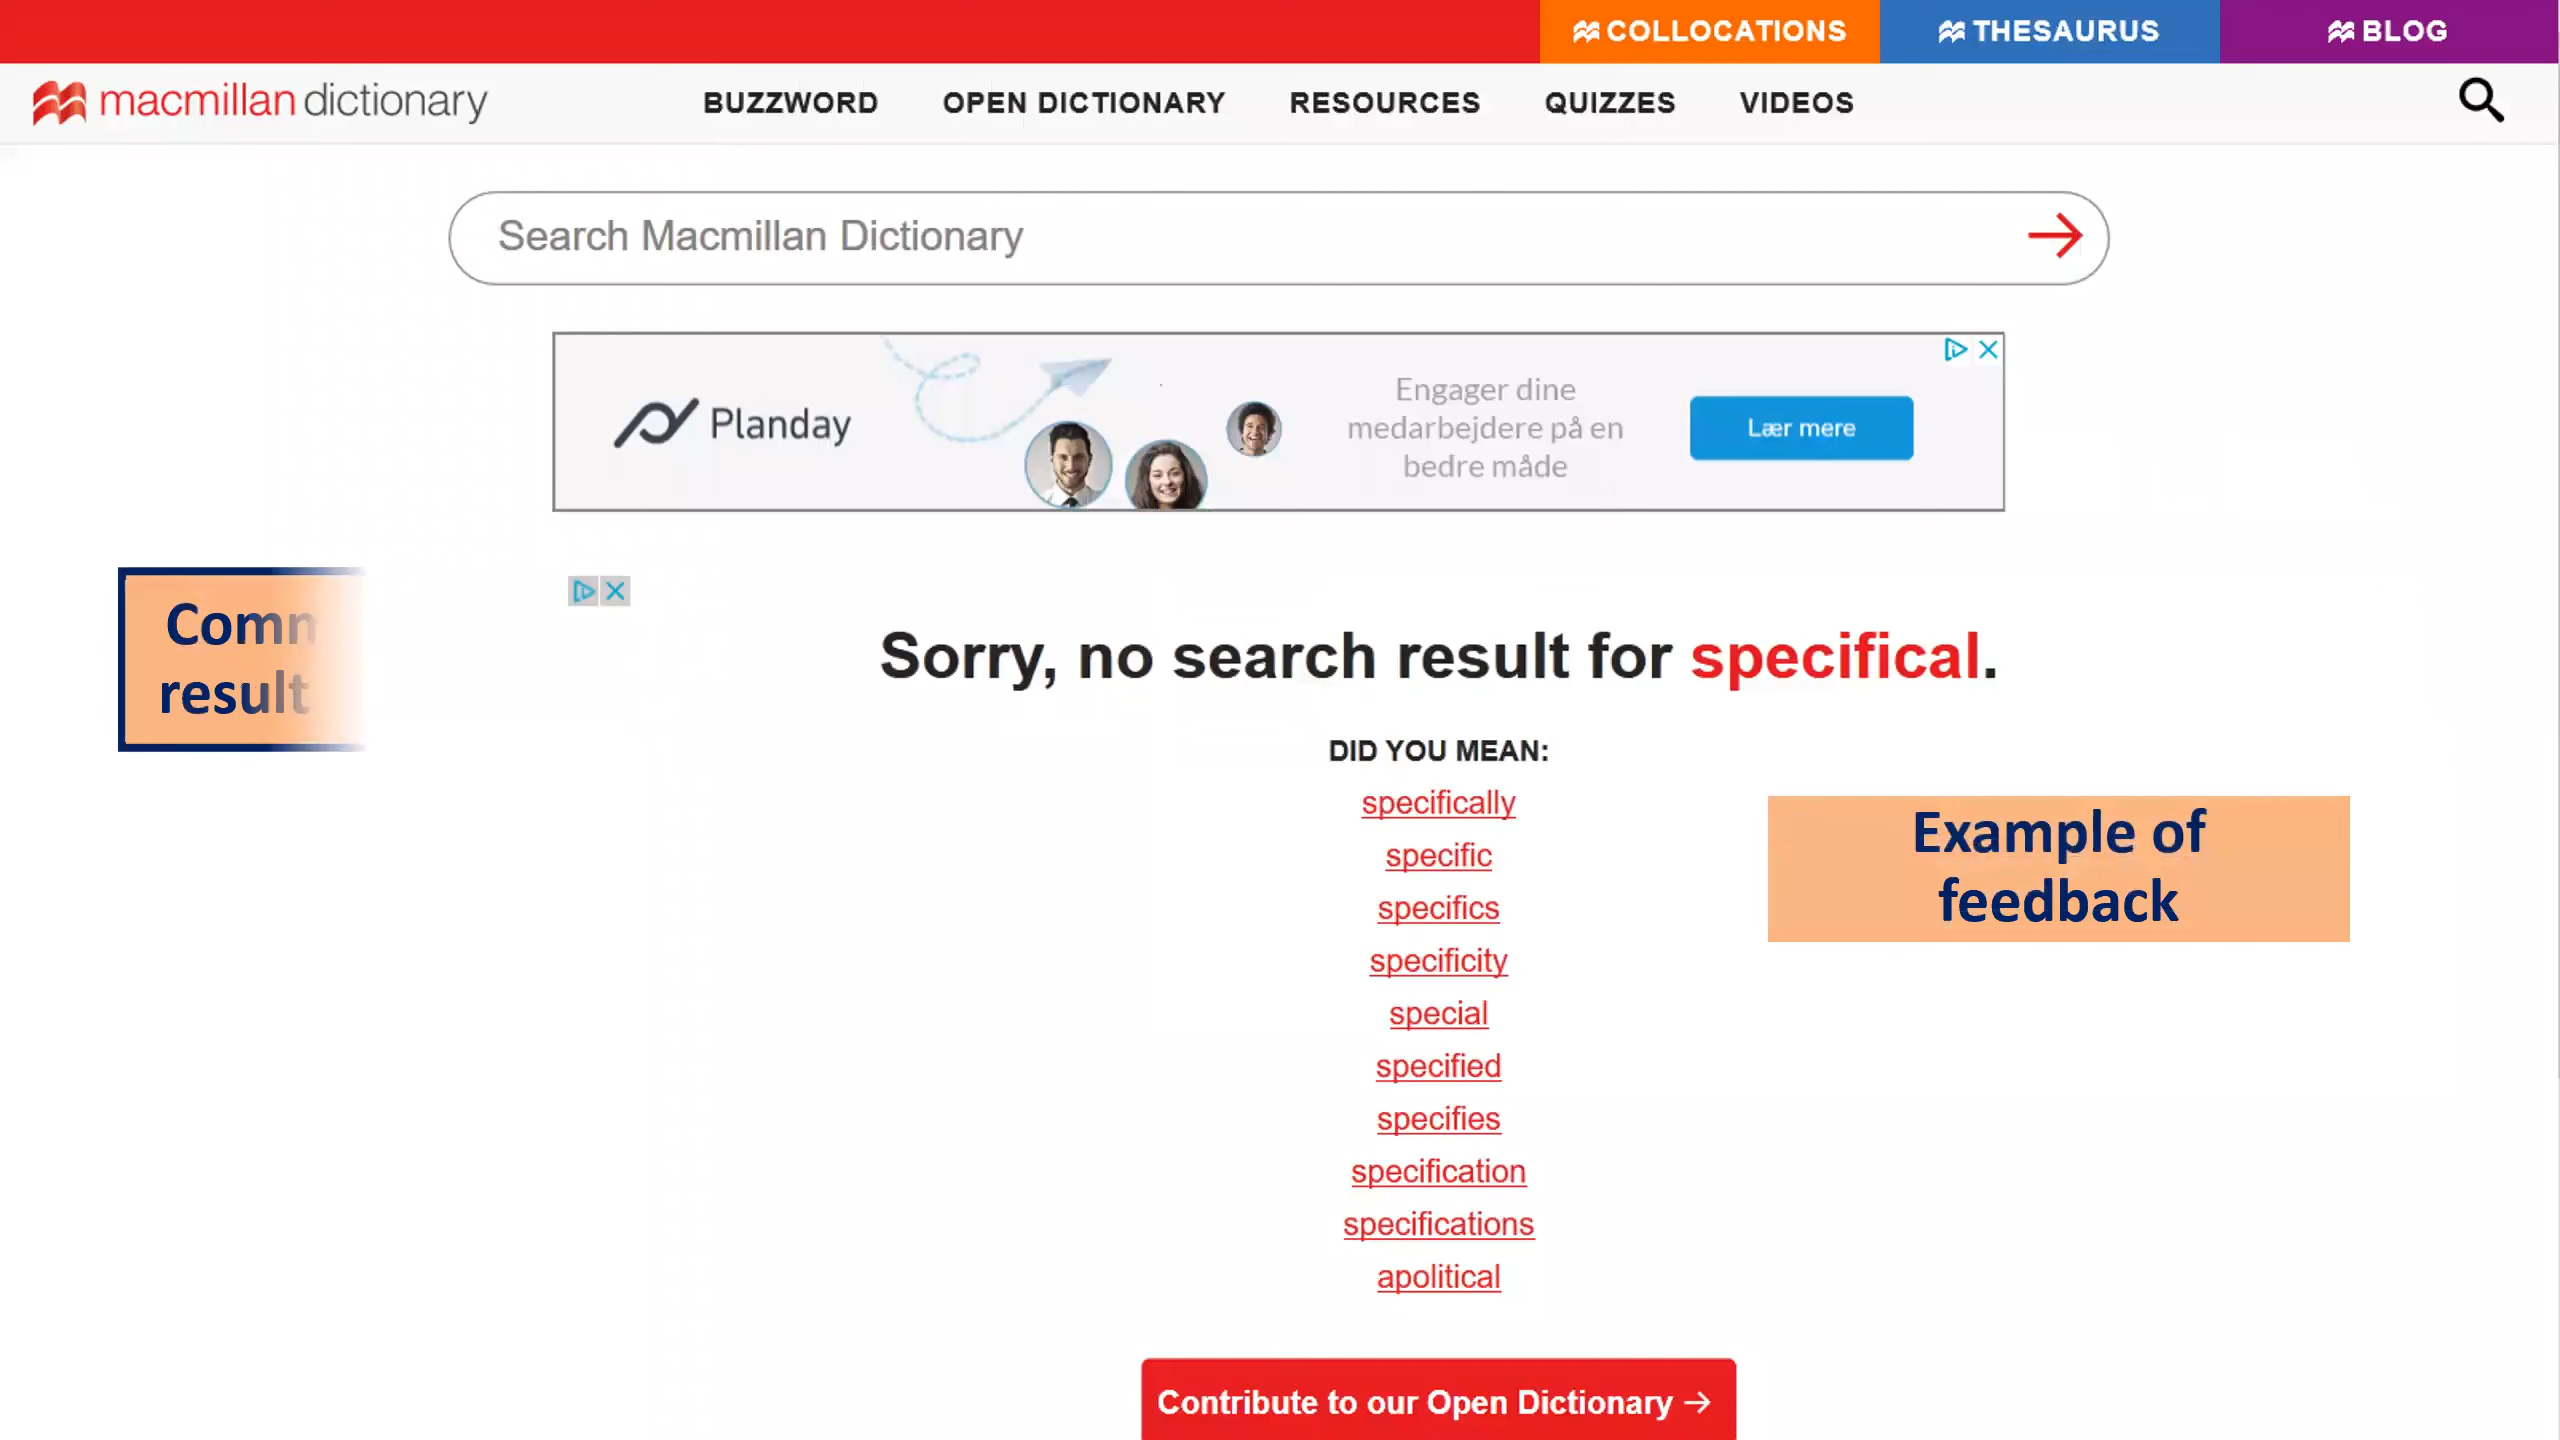 COLLOCATIONS
THESAURUS
BLOG
macmillan dictionary
BUZZWORD
OPEN DICTIONARY
RESOURCES
QUIZZES
VIDEOS
Search Macmillan Dictionary
Planday
Engager dine
medarbejdere på en
bedre måde
Lær mere
result
Sorry, no search result for specifical.
DID YOU MEAN:
specifically
specific
specifics
specificity
special
specified
specifies
specification
specifications
apolitical
Example of
feedback
Contribute to our Open Dictionary →